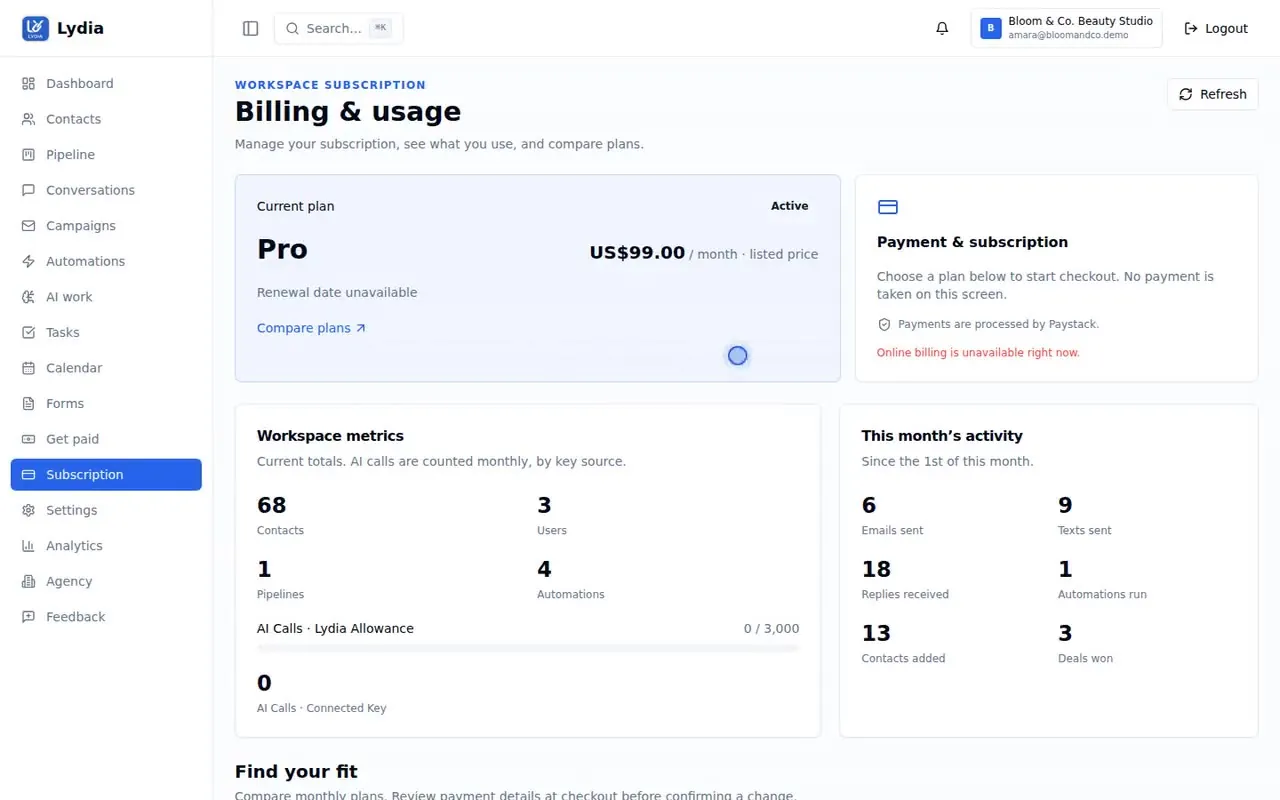 LYDIA
Lydia
Search... ⌘K
B
Bloom & Co. Beauty Studio
amara@bloomandco.demo
Logout
Dashboard
Contacts
Pipeline
Conversations
Campaigns
Automations
AI work
Tasks
Calendar
Forms
Get paid
Subscription
Settings
Analytics
Agency
Feedback
WORKSPACE SUBSCRIPTION
Billing & usage
Manage your subscription, see what you use, and compare plans.
Refresh
Current plan
Active
Pro
US$99.00 / month · listed price
Renewal date unavailable
Compare plans
Payment & subscription
Choose a plan below to start checkout. No payment is
taken on this screen.
Payments are processed by Paystack.
Online billing is unavailable right now.
Workspace metrics
Current totals. AI calls are counted monthly, by key source.
68
Contacts
3
Users
1
Pipelines
4
Automations
AI Calls · Lydia Allowance
0 / 3,000
0
AI Calls · Connected Key
This month’s activity
Since the 1st of this month.
6
Emails sent
9
Texts sent
18
Replies received
1
Automations run
13
Contacts added
3
Deals won
Find your fit
Compare monthly plans. Review payment details at checkout before confirming a change.